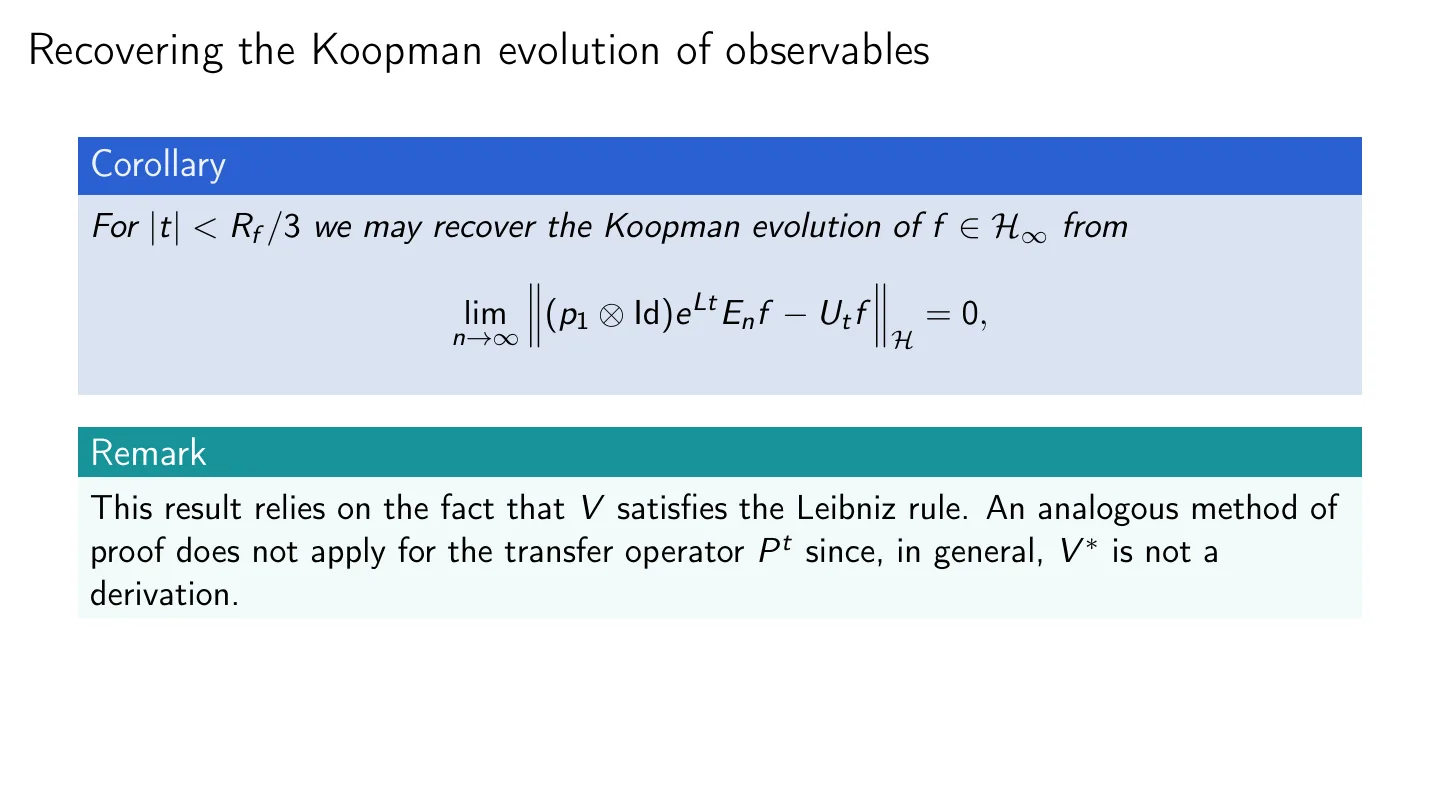 Recovering the Koopman evolution of observables
Corollary
For |t| < R_f/3 we may recover the Koopman evolution of f ∈ ℋ_∞ from
lim_{n→∞} ‖(p₁ ⊗ Id)e^{Lt}E_n f − U_t f‖_ℋ = 0,
Remark
This result relies on the fact that V satisfies the Leibniz rule. An analogous method of
proof does not apply for the transfer operator P^t since, in general, V* is not a
derivation.